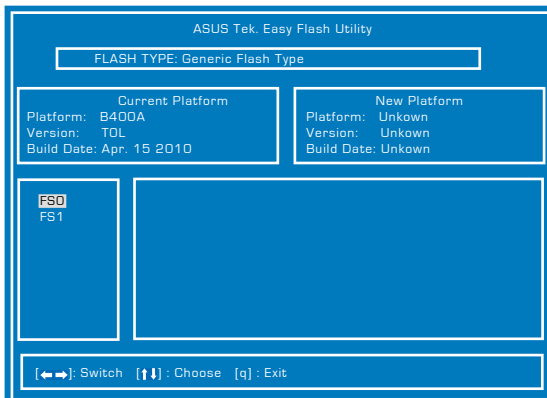 ASUS Tek. Easy Flash Utility
FLASH TYPE: Generic Flash Type
Current Platform
Platform: B400A
Version: TOL
Build Date: Apr. 15 2010
New Platform
Platform: Unkown
Version: Unkown
Build Date: Unkown
FS0
FS1
[←→]: Switch [↑↓] : Choose [q] : Exit